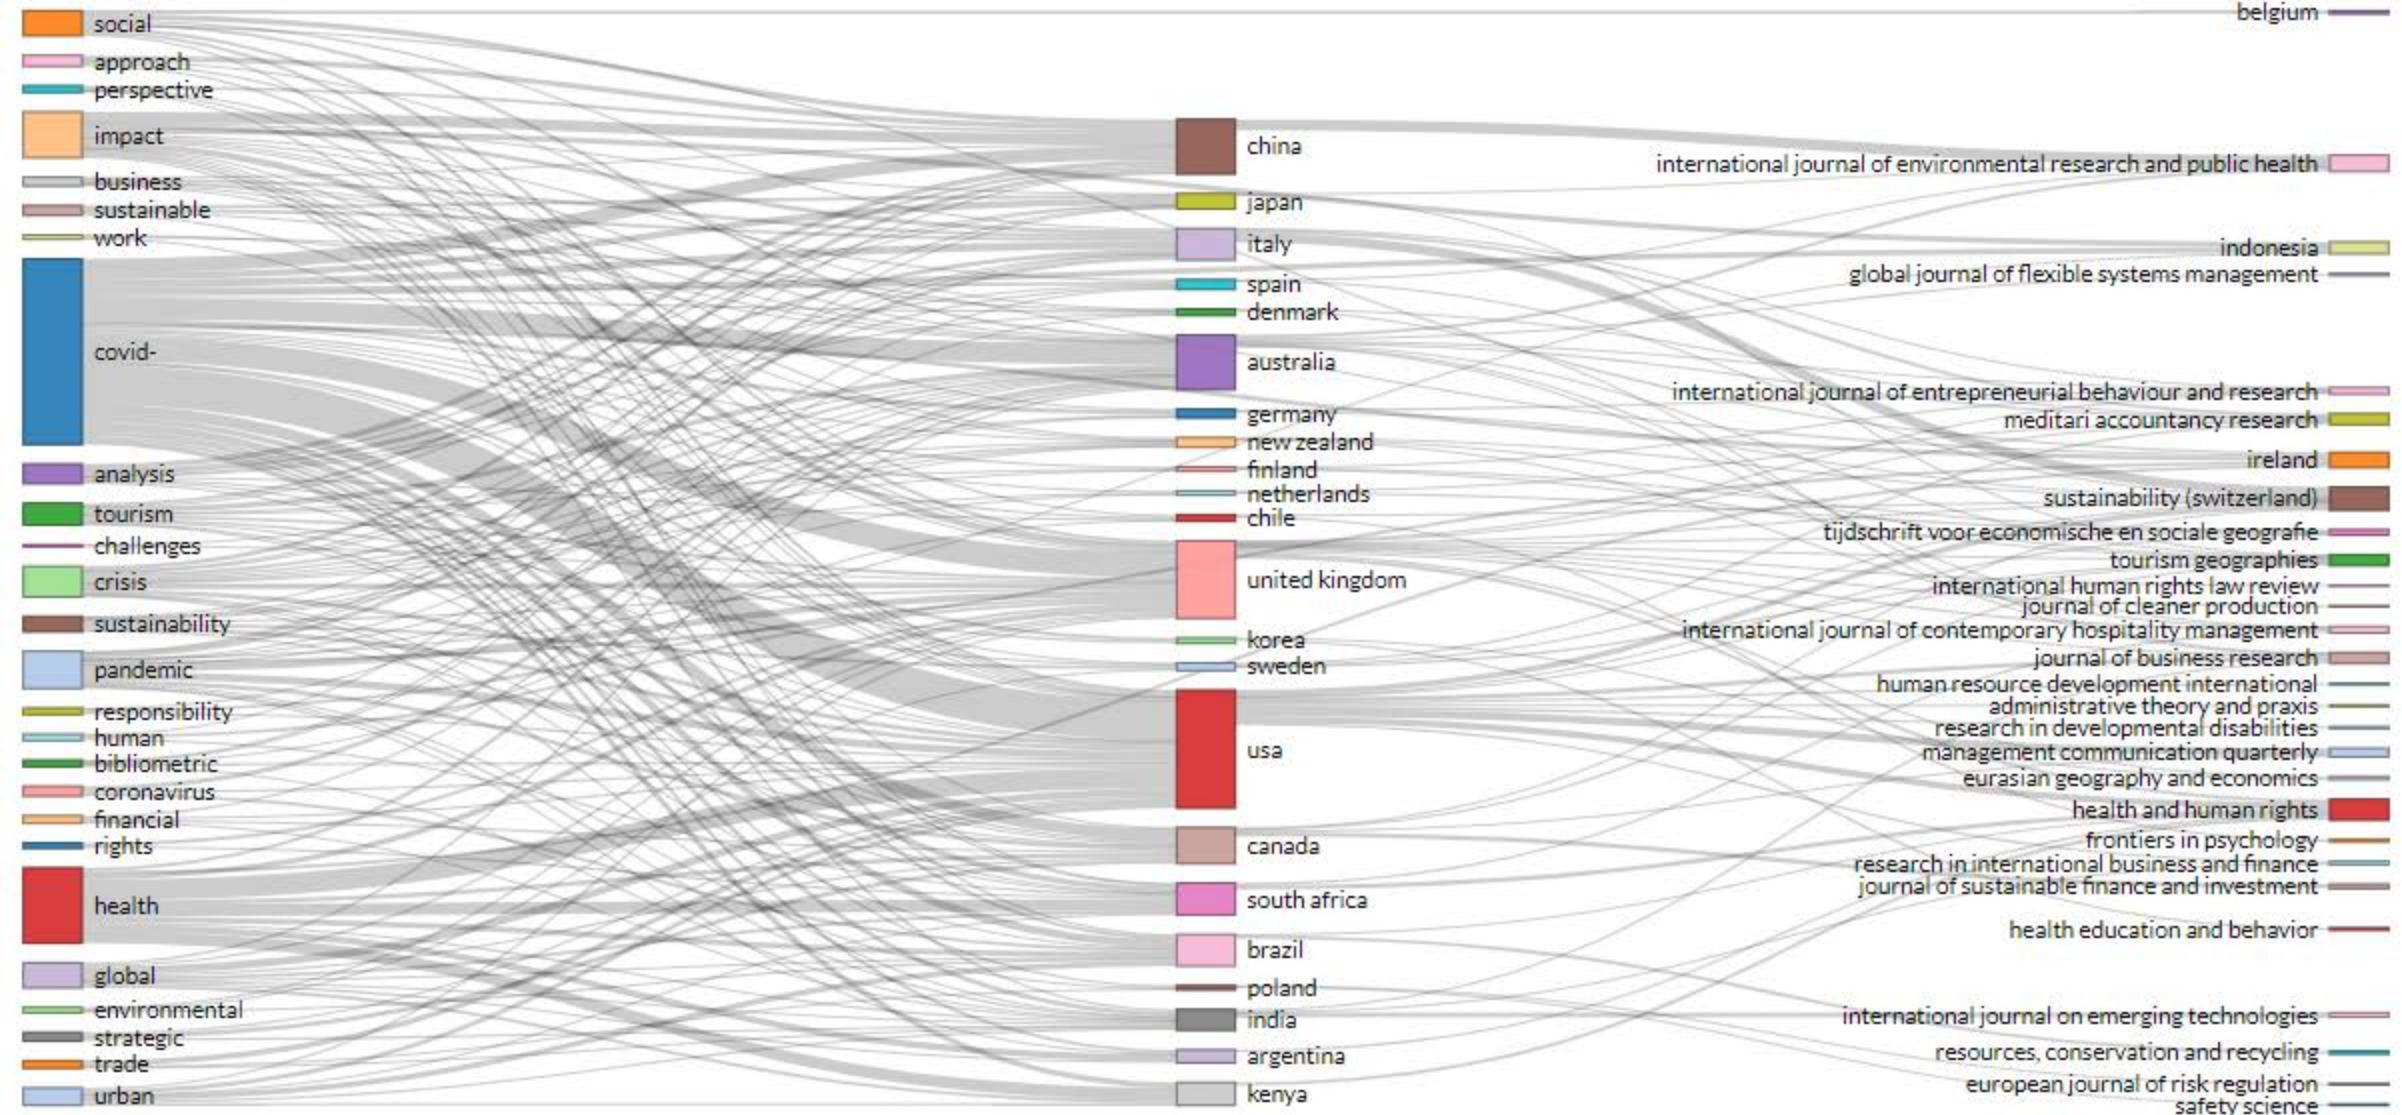 social
approach
perspective
impact
business
sustainable
work
covid-
analysis
tourism
challenges
crisis
sustainability
pandemic
responsibility
human
bibliometric
coronavirus
financial
rights
health
global
environmental
strategic
trade
urban
china
japan
italy
spain
denmark
australia
germany
new zealand
finland
netherlands
chile
united kingdom
korea
sweden
usa
canada
south africa
brazil
poland
india
argentina
kenya
belgium
international journal of environmental research and public health
indonesia
global journal of flexible systems management
international journal of entrepreneurial behaviour and research
meditari accountancy research
ireland
sustainability (switzerland)
tijdschrift voor economische en sociale geografie
tourism geographies
international human rights law review
journal of cleaner production
international journal of contemporary hospitality management
journal of business research
human resource development international
administrative theory and praxis
research in developmental disabilities
management communication quarterly
eurasian geography and economics
health and human rights
frontiers in psychology
research in international business and finance
journal of sustainable finance and investment
health education and behavior
international journal on emerging technologies
resources, conservation and recycling
european journal of risk regulation
safety science